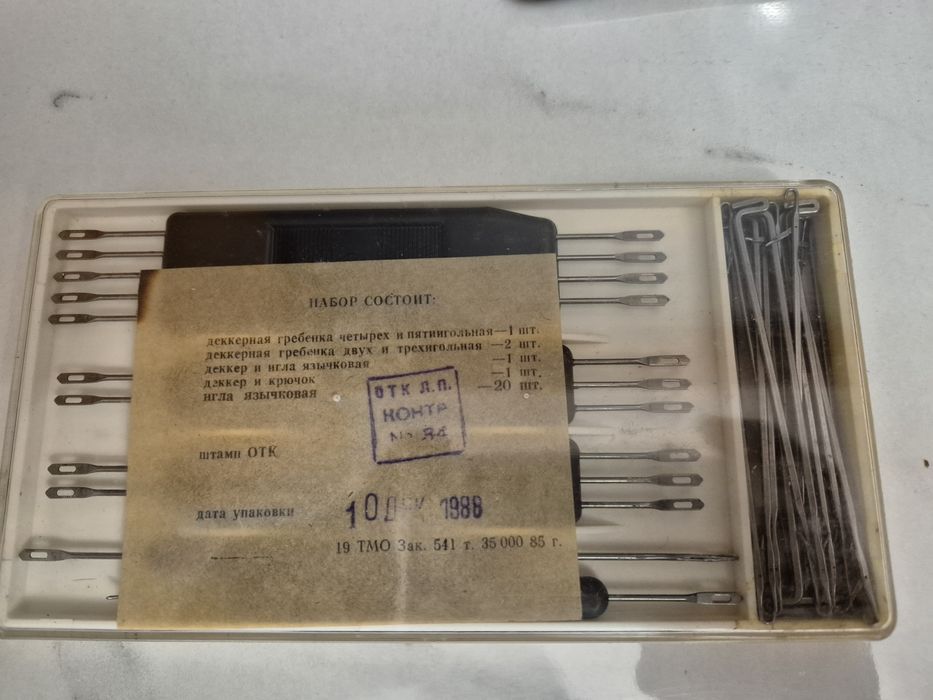 НАБОР СОСТОИТ:
деккерная гребенка четырех и пятиигольная—1 шт.
деккерная гребенка двух и трехигольная —2 шт.
деккер и игла язычковая —1 шт.
деккер и крючок —1 шт.
игла язычковая —20 шт.
ОТК Л.П.
КОНТР
№ 34
штамп ОТК
дата упаковки 10 ДЕК 1988
19 ТМО Зак. 541 т. 35 000 85 г.